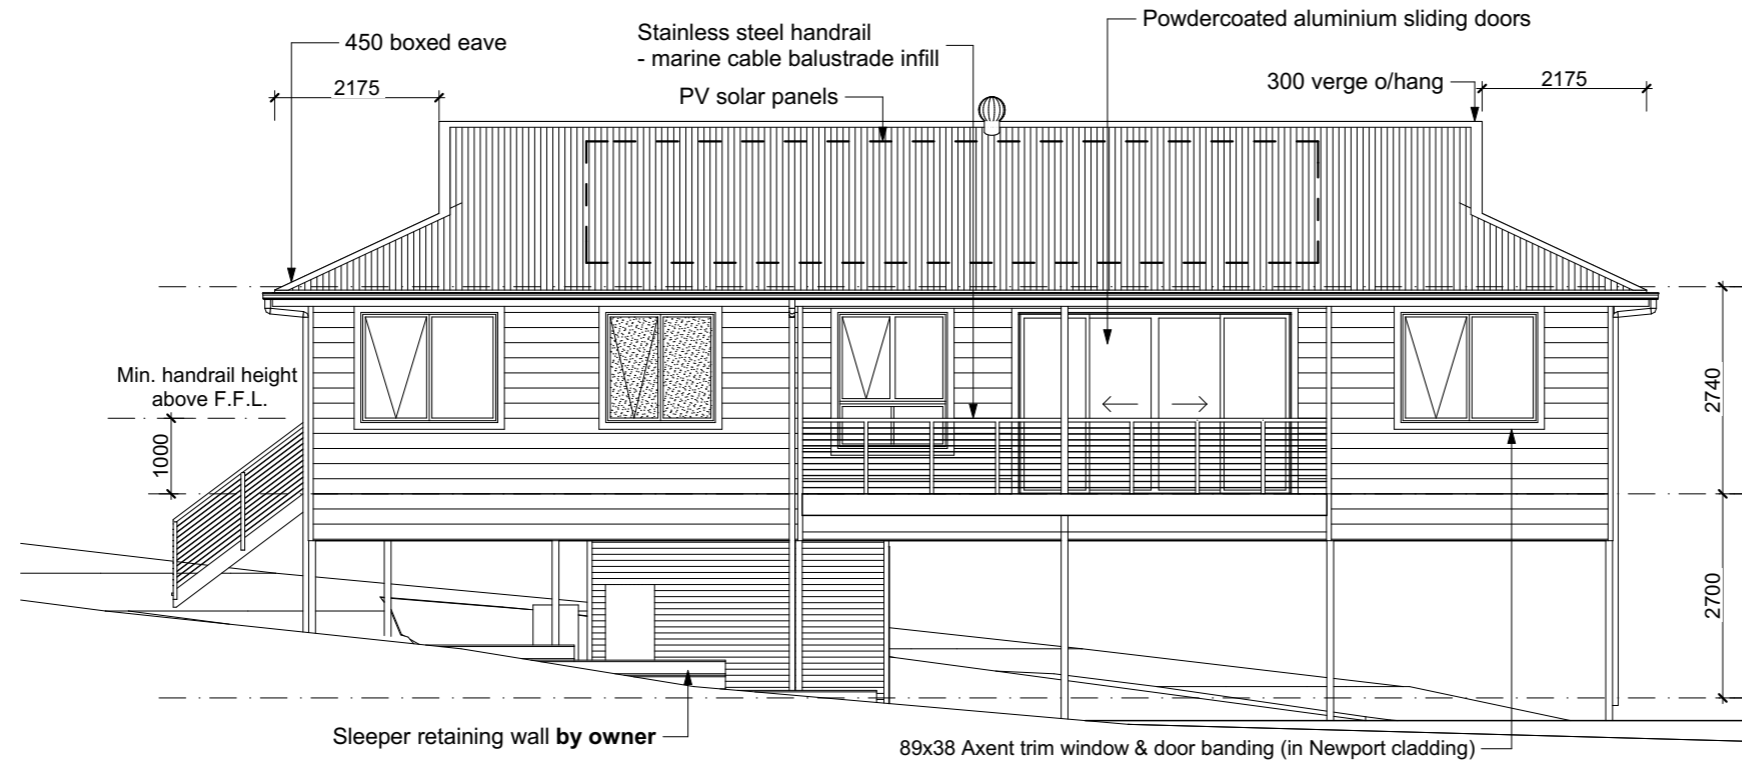 Powdercoated aluminium sliding doors
Stainless steel handrail
- marine cable balustrade infill
450 boxed eave
2175
PV solar panels
300 verge o/hang
2175
Min. handrail height
above F.F.L.
1000
2740
2700
Sleeper retaining wall by owner
89x38 Axent trim window & door banding (in Newport cladding)